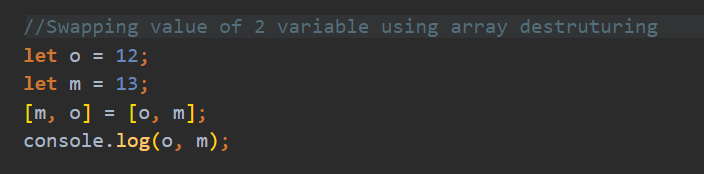 //Swapping value of 2 variable using array destruturing
let o = 12;
let m = 13;
[m, o] = [o, m];
console.log(o, m);